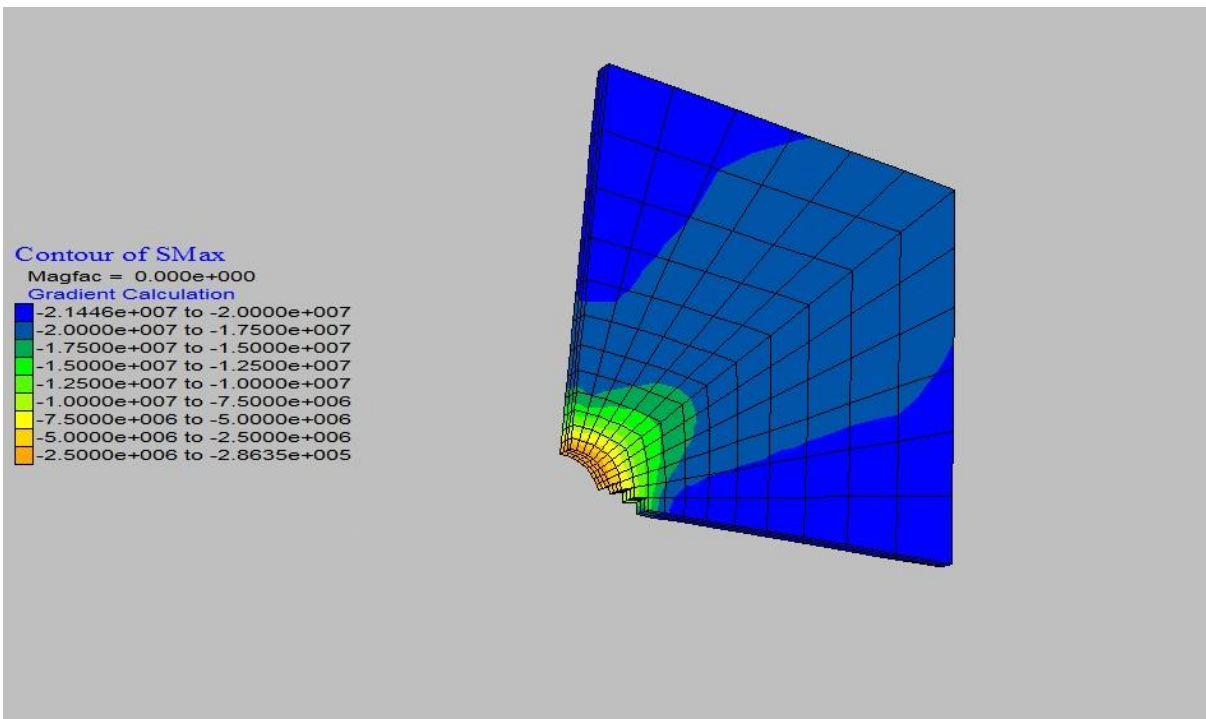 Contour of SMax
Magfac = 0.000e+000
Gradient Calculation
-2.1446e+007 to -2.0000e+007
-2.0000e+007 to -1.7500e+007
-1.7500e+007 to -1.5000e+007
-1.5000e+007 to -1.2500e+007
-1.2500e+007 to -1.0000e+007
-1.0000e+007 to -7.5000e+006
-7.5000e+006 to -5.0000e+006
-5.0000e+006 to -2.5000e+006
-2.5000e+006 to -2.8635e+005